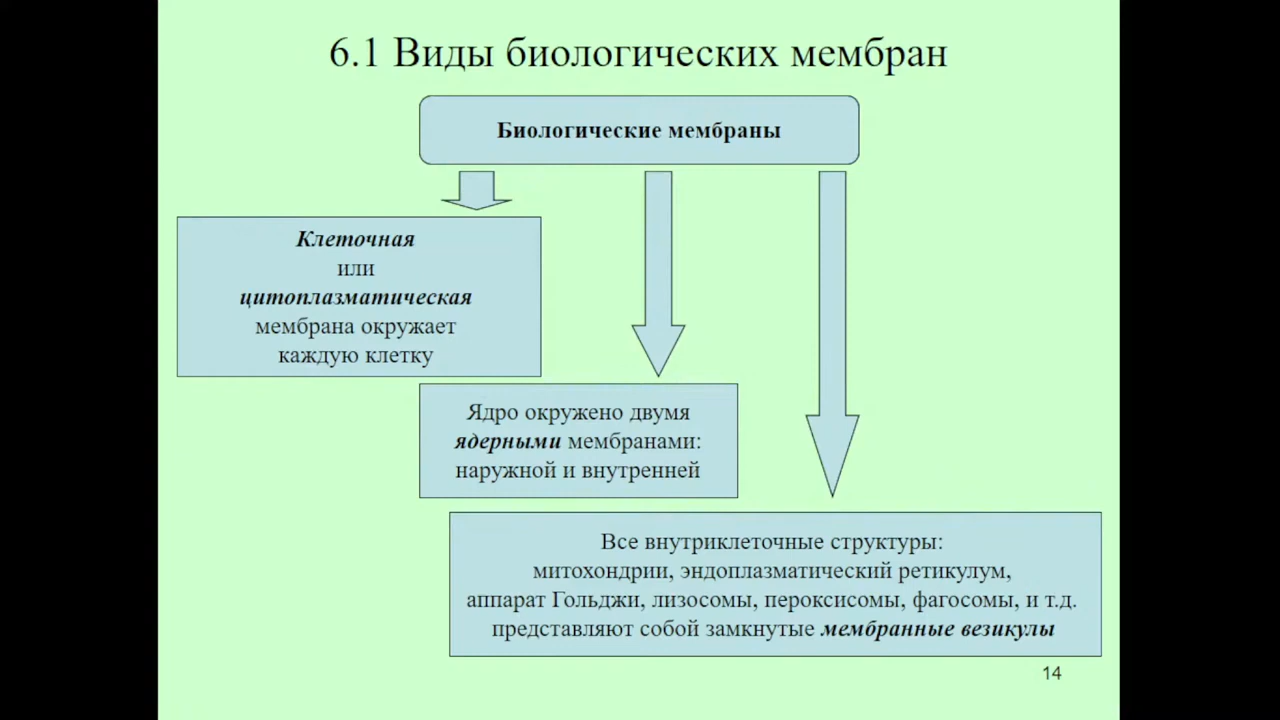 6.1 Виды биологических мембран
Биологические мембраны
Клеточная
или
цитоплазматическая
мембрана окружает
каждую клетку
Ядро окружено двумя
ядерными мембранами:
наружной и внутренней
Все внутриклеточные структуры:
митохондрии, эндоплазматический ретикулум,
аппарат Гольджи, лизосомы, пероксисомы, фагосомы, и т.д.
представляют собой замкнутые мембранные везикулы
14